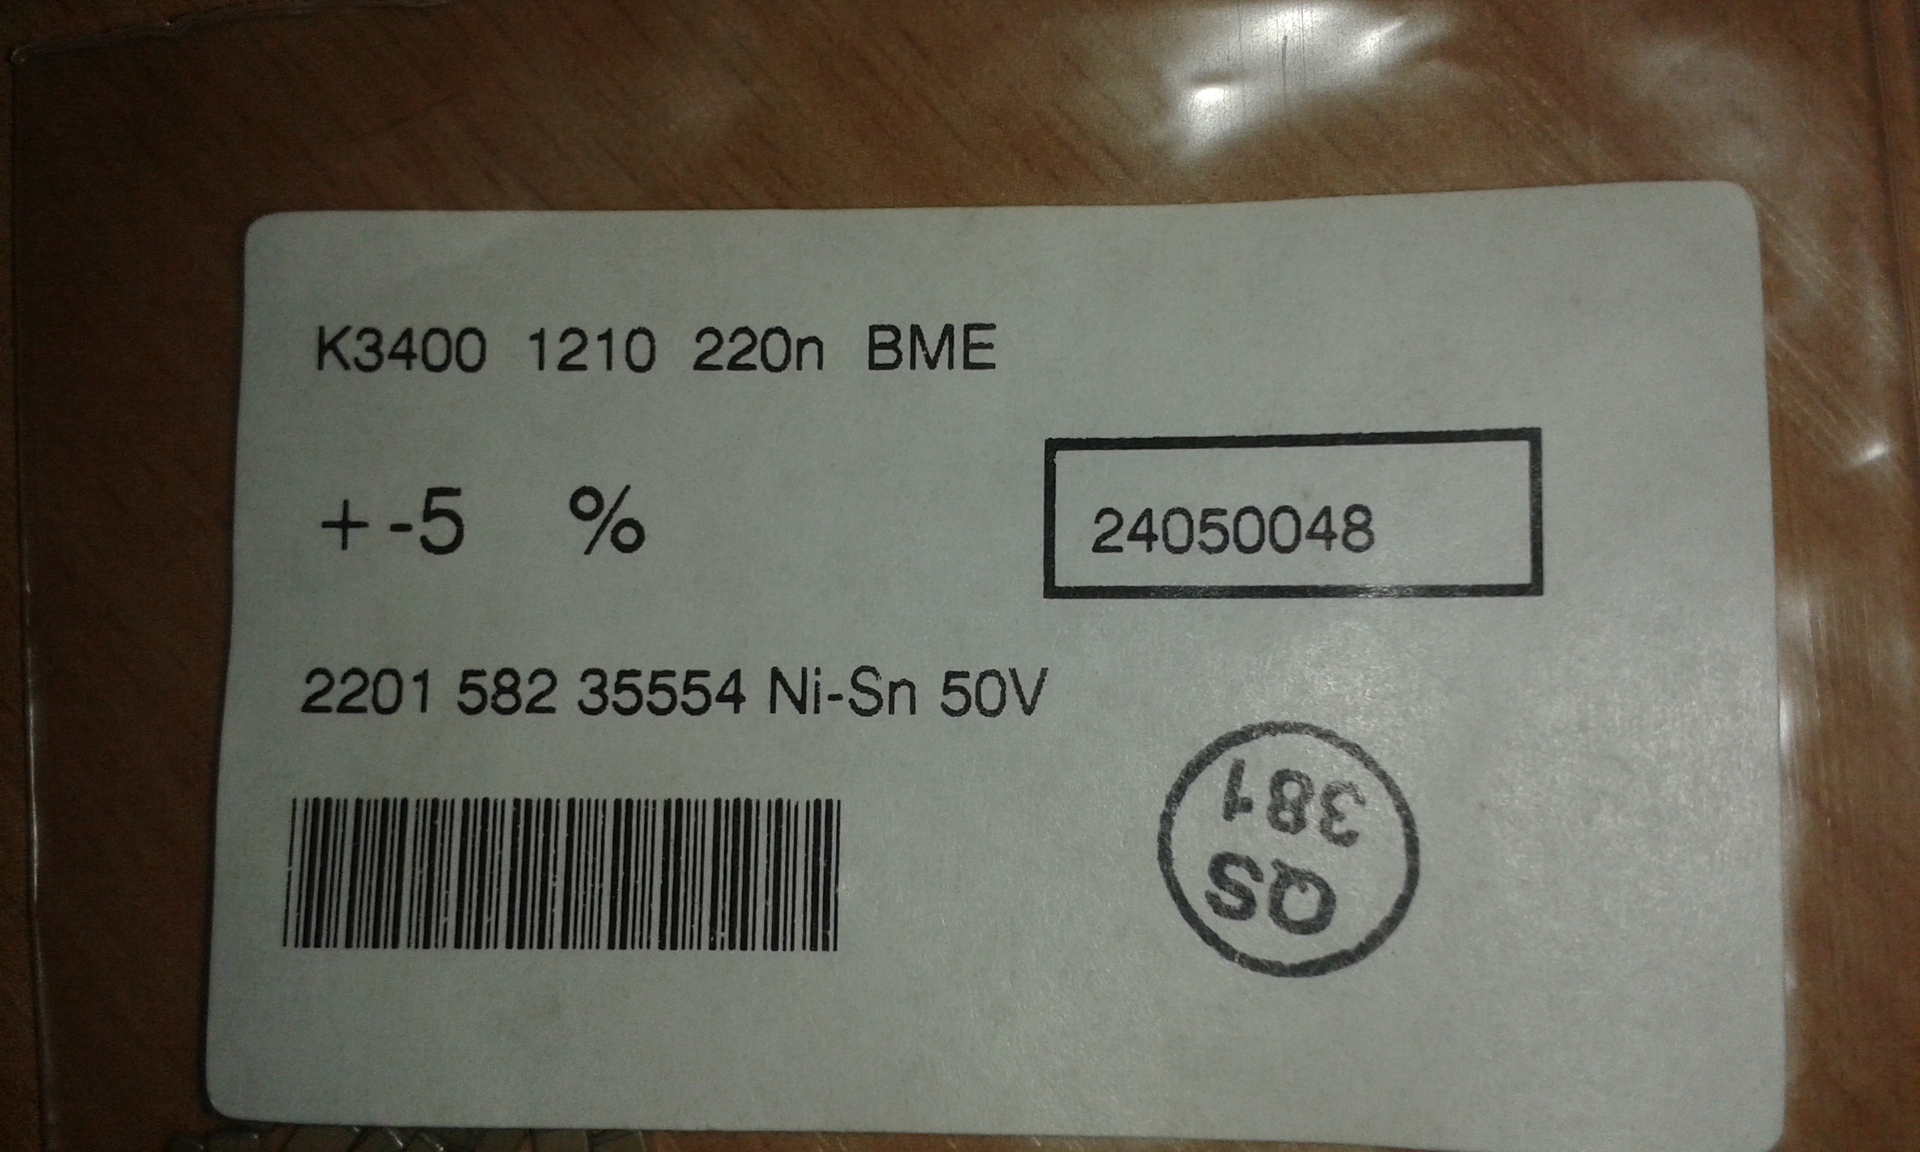 K3400 1210 220n BME
+-5 %
24050048
2201 582 35554 Ni-Sn 50V
QS
381